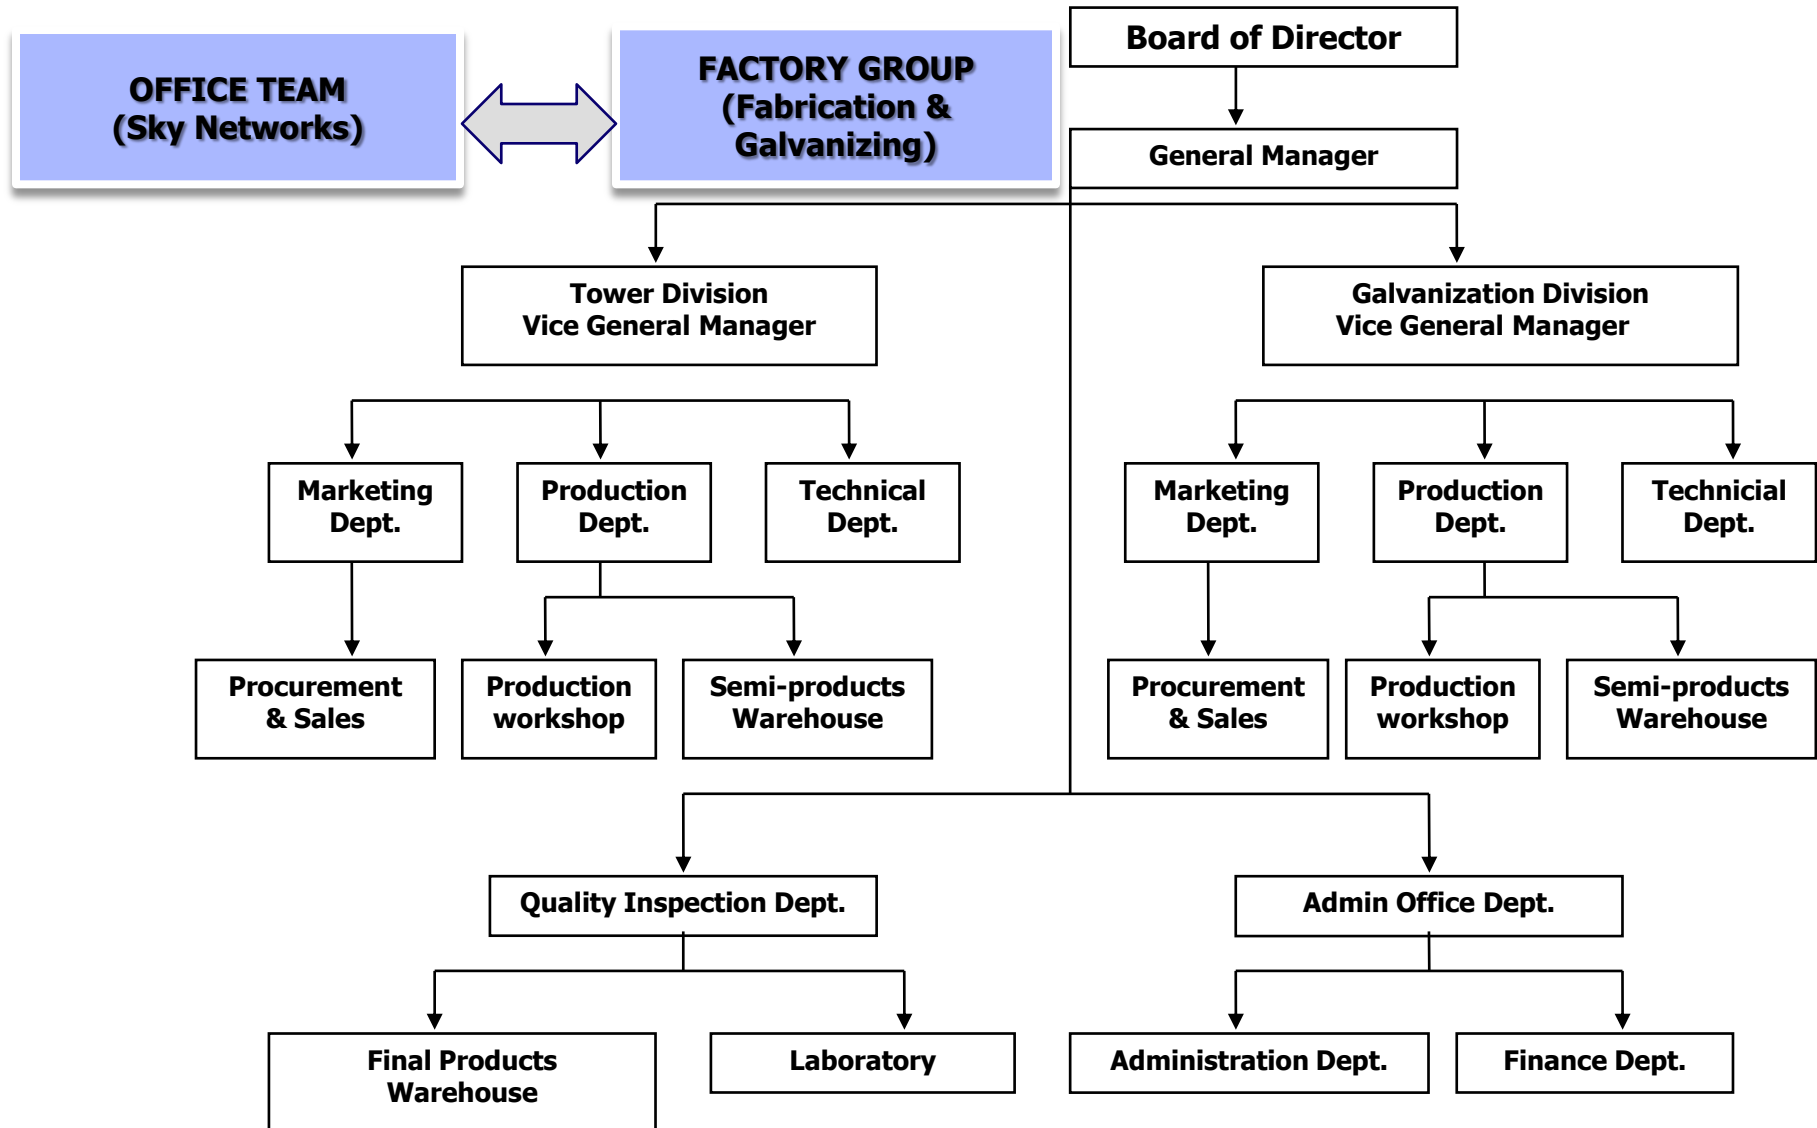 Board of Director
OFFICE TEAM
(Sky Networks)
FACTORY GROUP
(Fabrication &
Galvanizing)
General Manager
Tower Division
Vice General Manager
Galvanization Division
Vice General Manager
Marketing
Dept.
Production
Dept.
Technical
Dept.
Marketing
Dept.
Production
Dept.
Technicial
Dept.
Procurement
& Sales
Production
workshop
Semi-products
Warehouse
Procurement
& Sales
Production
workshop
Semi-products
Warehouse
Quality Inspection Dept.
Admin Office Dept.
Final Products
Warehouse
Laboratory
Administration Dept.
Finance Dept.